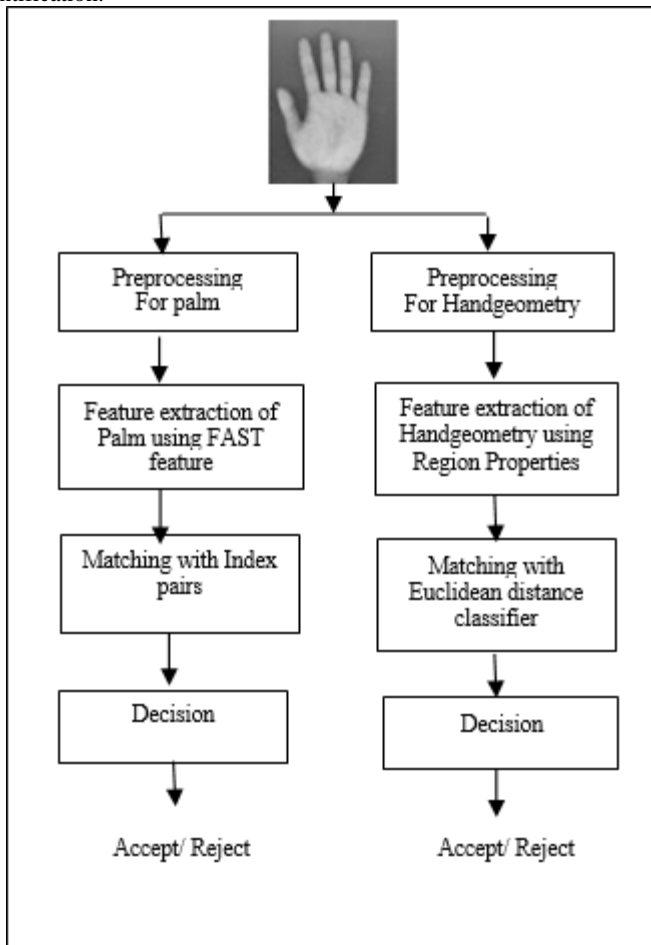 Preprocessing
For palm
Feature extraction of
Palm using FAST
feature
Matching with Index
pairs
Decision
Accept/ Reject
Preprocessing
For Handgeometry
Feature extraction of
Handgeometry using
Region Properties
Matching with
Euclidean distance
classifier
Decision
Accept/ Reject